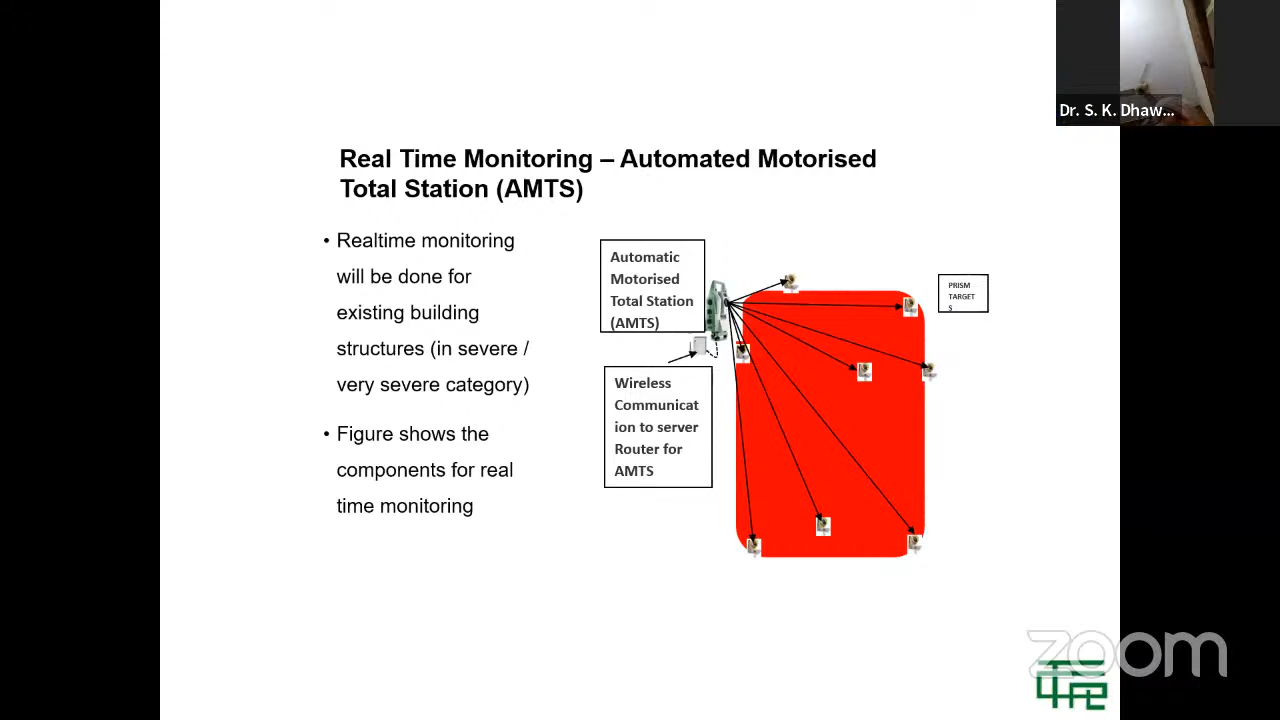 Dr. S. K. Dhaw...
Real Time Monitoring – Automated Motorised
Total Station (AMTS)
• Realtime monitoring
will be done for
existing building
structures (in severe /
very severe category)
• Figure shows the
components for real
time monitoring
Automatic
Motorised
Total Station
(AMTS)
Wireless
Communicat
ion to server
Router for
AMTS
PRISM
TARGET
S
zoom